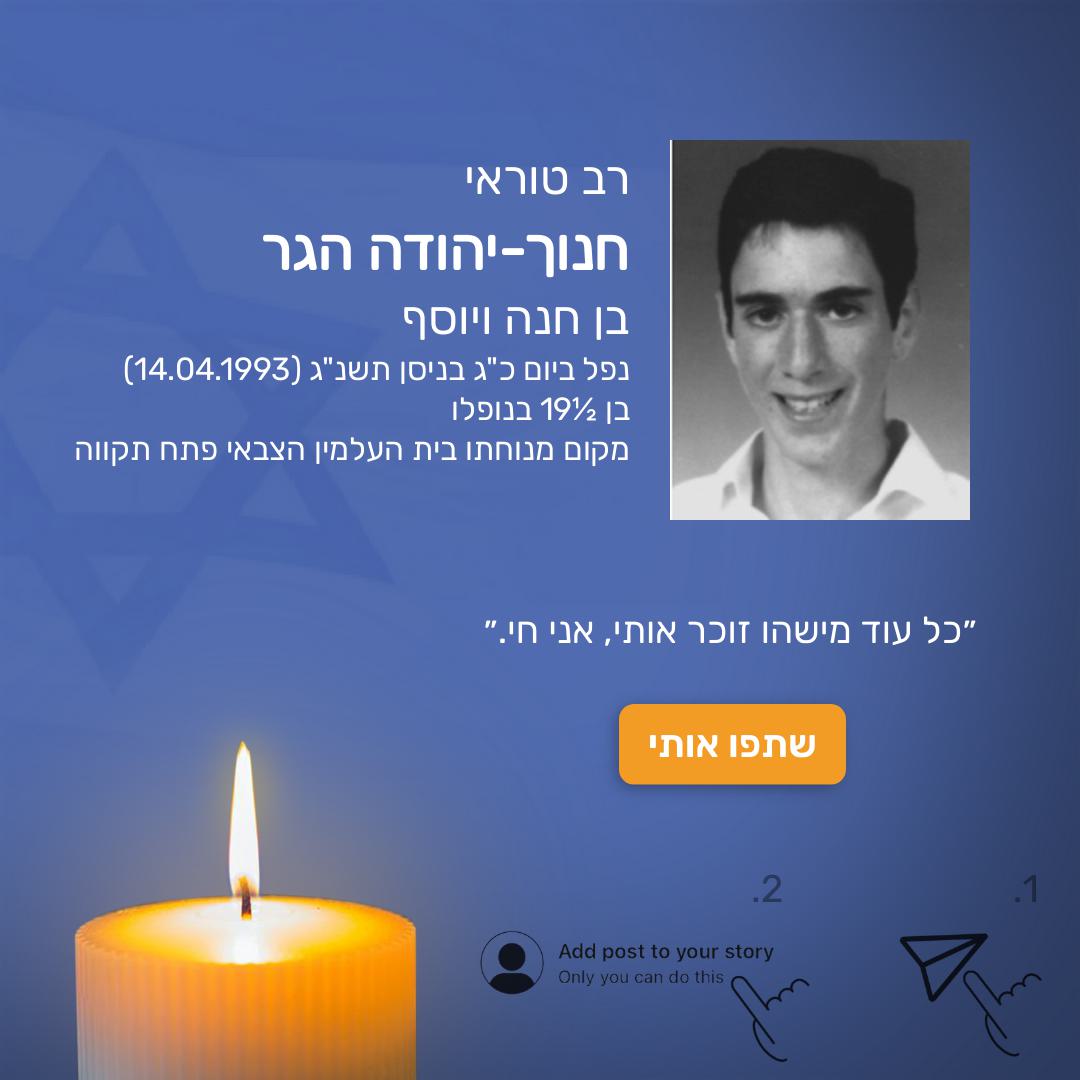 רב טוראי
חנוך-יהודה הגר
בן חנה ויוסף
נפל ביום כ"ג בניסן תשנ"ג (14.04.1993)
בן 19½ בנופלו
מקום מנוחתו בית העלמין הצבאי פתח תקווה
״כל עוד מישהו זוכר אותי, אני חי.״
שתפו אותי
1.
2.
Add post to your story
Only you can do this